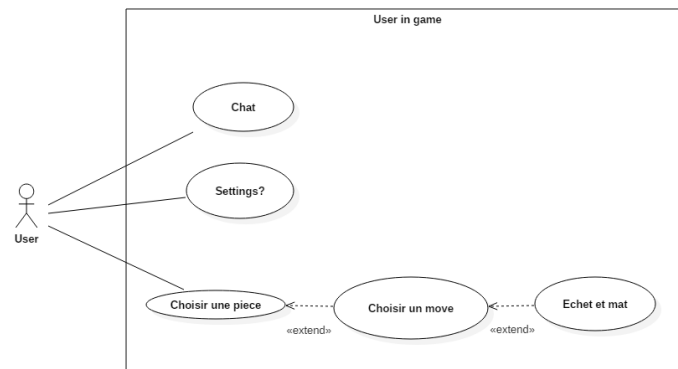 User in game
Chat
Settings?
User
Choisir une piece
Choisir un move
Echet et mat
«extend»
«extend»